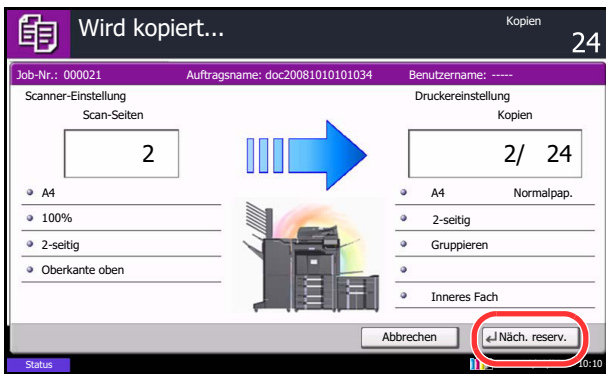 Wird kopiert...
Kopien
24
Job-Nr.: 000021 Auftragsname: doc20081010101034 Benutzername: -----
Scanner-Einstellung
Scan-Seiten
2
A4
100%
2-seitig
Oberkante oben
Druckereinstellung
Kopien
2/ 24
A4 Normalpap.
2-seitig
Gruppieren
Inneres Fach
Abbrechen Näch. reserv.
Status 10:10